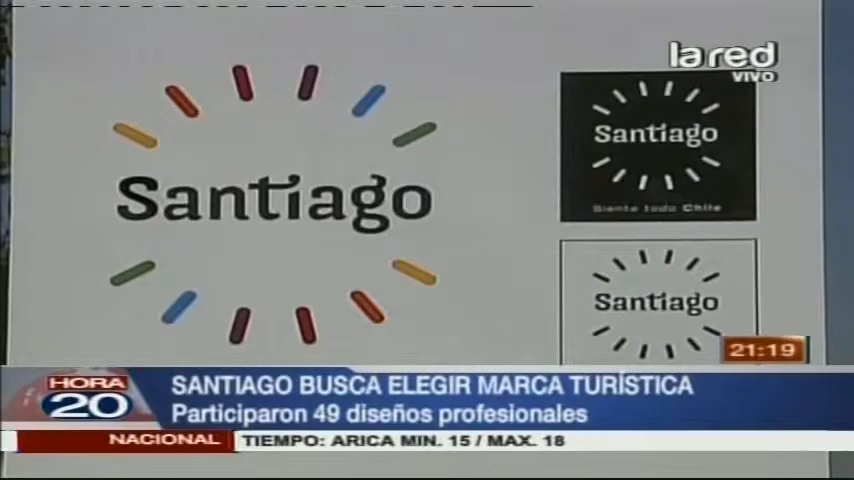 la red
VIVO
Santiago
Santiago
Siente todo Chile
Santiago
21:19
HORA
20
SANTIAGO BUSCA ELEGIR MARCA TURÍSTICA
Participaron 49 diseños profesionales
NACIONAL
TIEMPO: ARICA MIN. 15 / MAX. 18